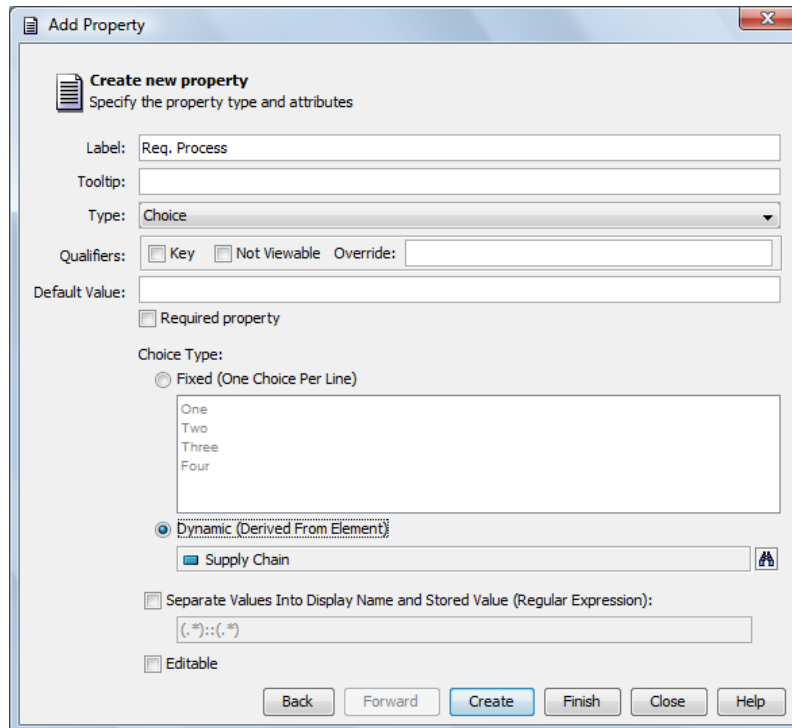 Add Property
Create new property
Specify the property type and attributes
Label: Req. Process
Tooltip:
Type: Choice
Qualifiers: Key Not Viewable Override:
Default Value:
Required property
Choice Type:
Fixed (One Choice Per Line)
One
Two
Three
Four
Dynamic (Derived From Element)
Supply Chain
Separate Values Into Display Name and Stored Value (Regular Expression):
(.*)::(.*)
Editable
Back Forward Create Finish Close Help